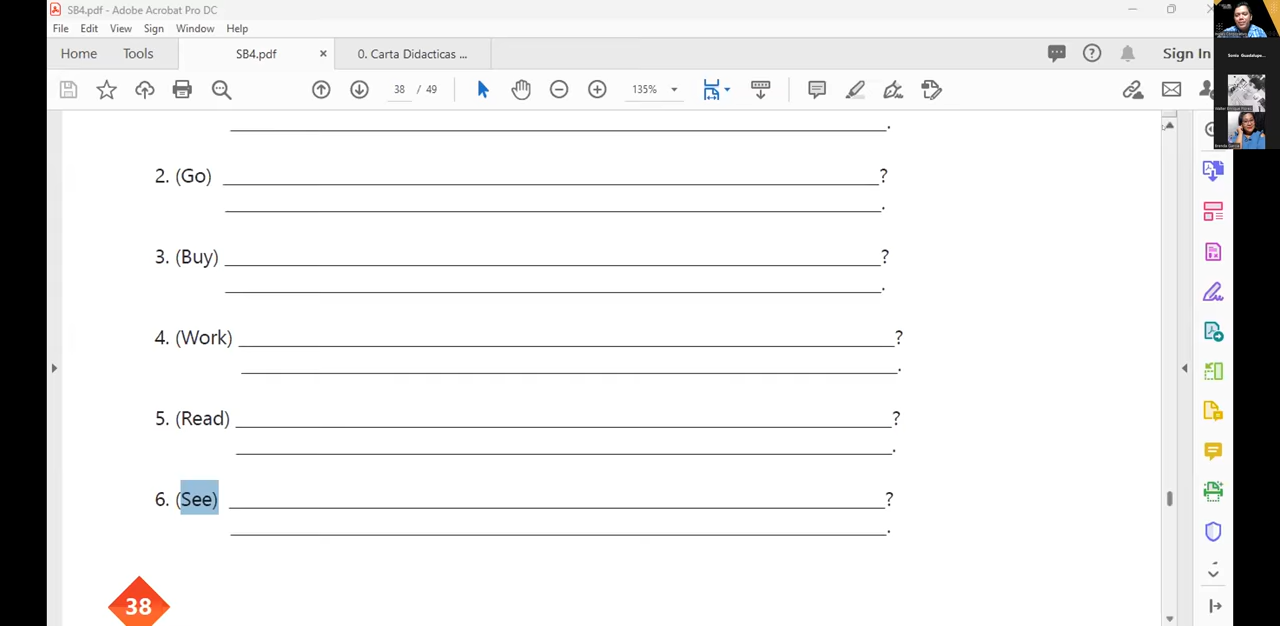 SB4.pdf - Adobe Acrobat Pro DC
File Edit View Sign Window Help
Home Tools SB4.pdf × 0. Carta Didacticas ... Sign In
38 / 49 135%
.
2. (Go) ?
.
3. (Buy) ?
.
4. (Work) ?
.
5. (Read) ?
.
6. (See) ?
.
38